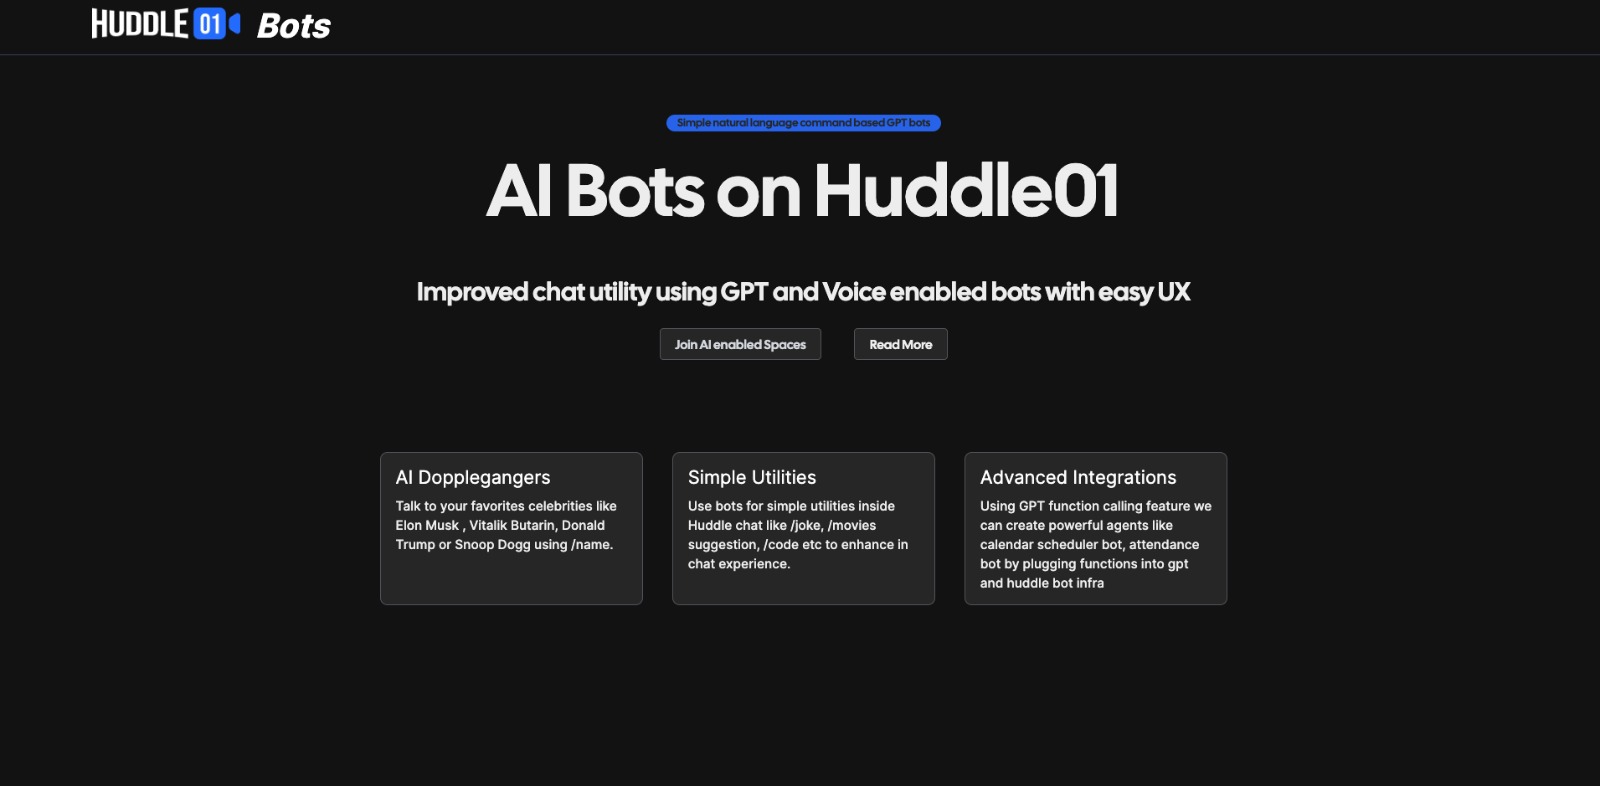 HUDDLE 01 Bots
Simple natural language command based GPT bots
AI Bots on Huddle01
Improved chat utility using GPT and Voice enabled bots with easy UX
Join AI enabled Spaces
Read More
AI Dopplegangers
Talk to your favorites celebrities like
Elon Musk , Vitalik Butarin, Donald
Trump or Snoop Dogg using /name.
Simple Utilities
Use bots for simple utilities inside
Huddle chat like /joke, /movies
suggestion, /code etc to enhance in
chat experience.
Advanced Integrations
Using GPT function calling feature we
can create powerful agents like
calendar scheduler bot, attendance
bot by plugging functions into gpt
and huddle bot infra